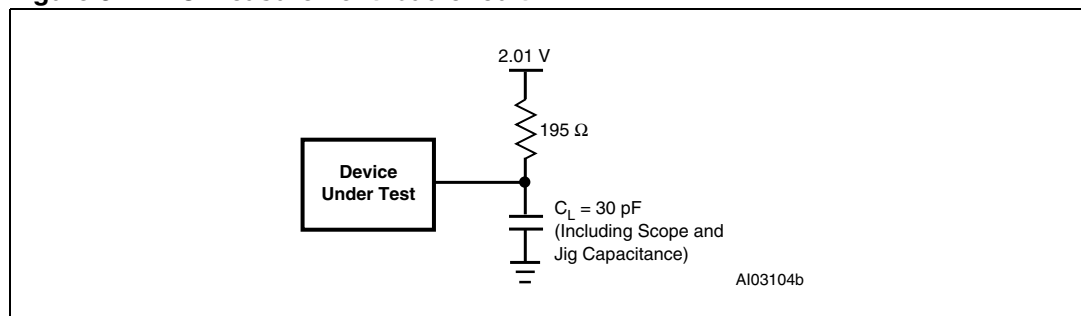 2.01 V
195 Ω
Device
Under Test
C_L = 30 pF
(Including Scope and
Jig Capacitance)
AI03104b